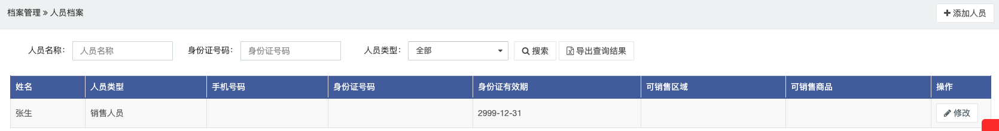 档案管理 » 人员档案
添加人员
人员名称： 人员名称 身份证号码： 身份证号码 人员类型： 全部 搜索 导出查询结果
姓名 人员类型 手机号码 身份证号码 身份证有效期 可销售区域 可销售商品 操作
张生 销售人员 2999-12-31 修改